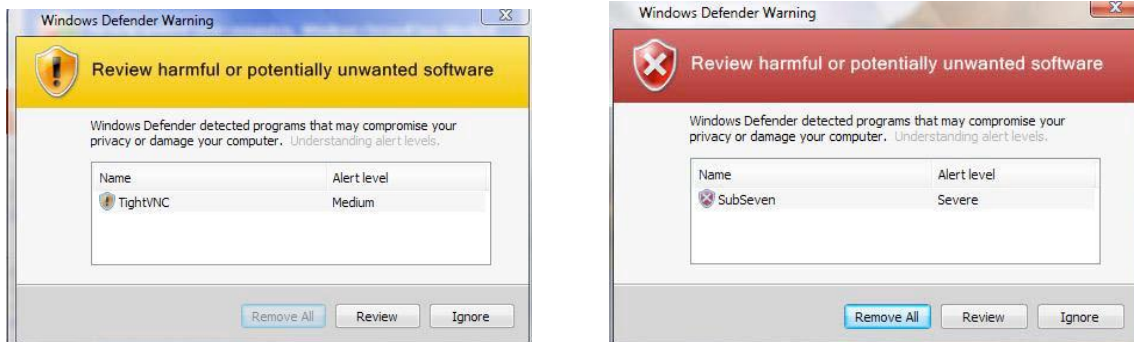 Windows Defender Warning
Review harmful or potentially unwanted software
Windows Defender detected programs that may compromise your
privacy or damage your computer. Understanding alert levels.
Name Alert level
TightVNC Medium
Remove All Review Ignore
Windows Defender Warning
Review harmful or potentially unwanted software
Windows Defender detected programs that may compromise your
privacy or damage your computer. Understanding alert levels.
Name Alert level
SubSeven Severe
Remove All Review Ignore